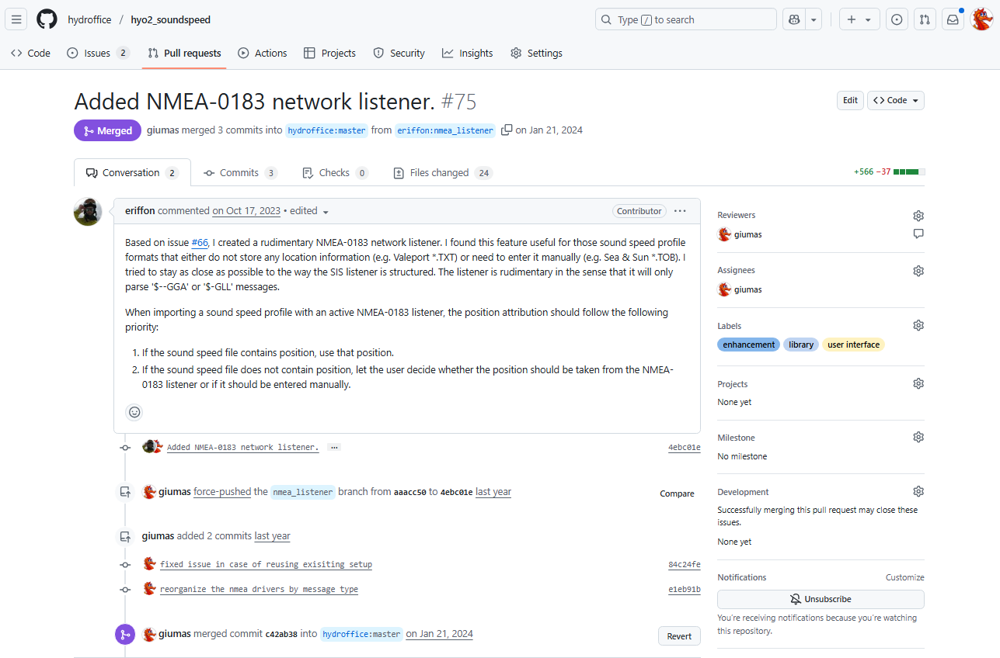 hydroffice / hyo2_soundspeed
Type / to search
Code
Issues 2
Pull requests
Actions
Projects
Security
Insights
Settings
Added NMEA-0183 network listener. #75
Edit
Code
Merged
giumas merged 3 commits into hydroffice:master from eriffon:nmea_listener on Jan 21, 2024
Conversation 2
Commits 3
Checks 0
Files changed 24
+566 −37
eriffon commented on Oct 17, 2023 • edited
Contributor
Based on issue #66, I created a rudimentary NMEA-0183 network listener. I found this feature useful for those sound speed profile
formats that either do not store any location information (e.g. Valeport *.TXT) or need to enter it manually (e.g. Sea & Sun *.TOB). I
tried to stay as close as possible to the way the SIS listener is structured. The listener is rudimentary in the sense that it will only
parse '$--GGA' or '$-GLL' messages.
When importing a sound speed profile with an active NMEA-0183 listener, the position attribution should follow the following
priority:
1. If the sound speed file contains position, use that position.
2. If the sound speed file does not contain position, let the user decide whether the position should be taken from the NMEA-
0183 listener or if it should be entered manually.
Added NMEA-0183 network listener. …
4ebc01e
giumas force-pushed the nmea_listener branch from aaacc50 to 4ebc01e last year
Compare
giumas added 2 commits last year
fixed issue in case of reusing exisiting setup
84c24fe
reorganize the nmea drivers by message type
e1eb91b
giumas merged commit c42ab38 into hydroffice:master on Jan 21, 2024
Revert
Reviewers
giumas
Assignees
giumas
Labels
enhancement library user interface
Projects
None yet
Milestone
No milestone
Development
Successfully merging this pull request may close these
issues.
None yet
Notifications
Customize
Unsubscribe
You're receiving notifications because you're watching
this repository.